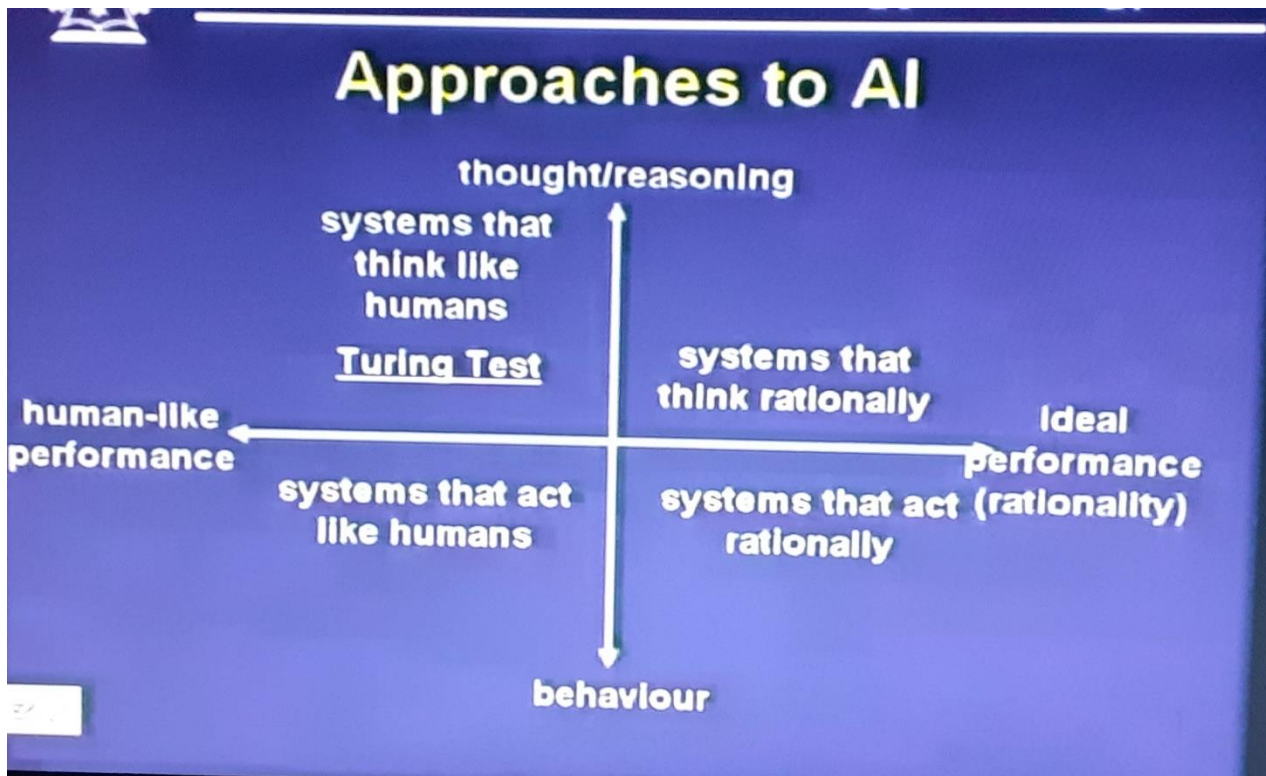 Approaches to AI
thought/reasoning
systems that
think like
humans
Turing Test
systems that
think rationally
human-like
performance
Ideal
performance
(rationality)
systems that act
like humans
systems that act
rationally
behaviour